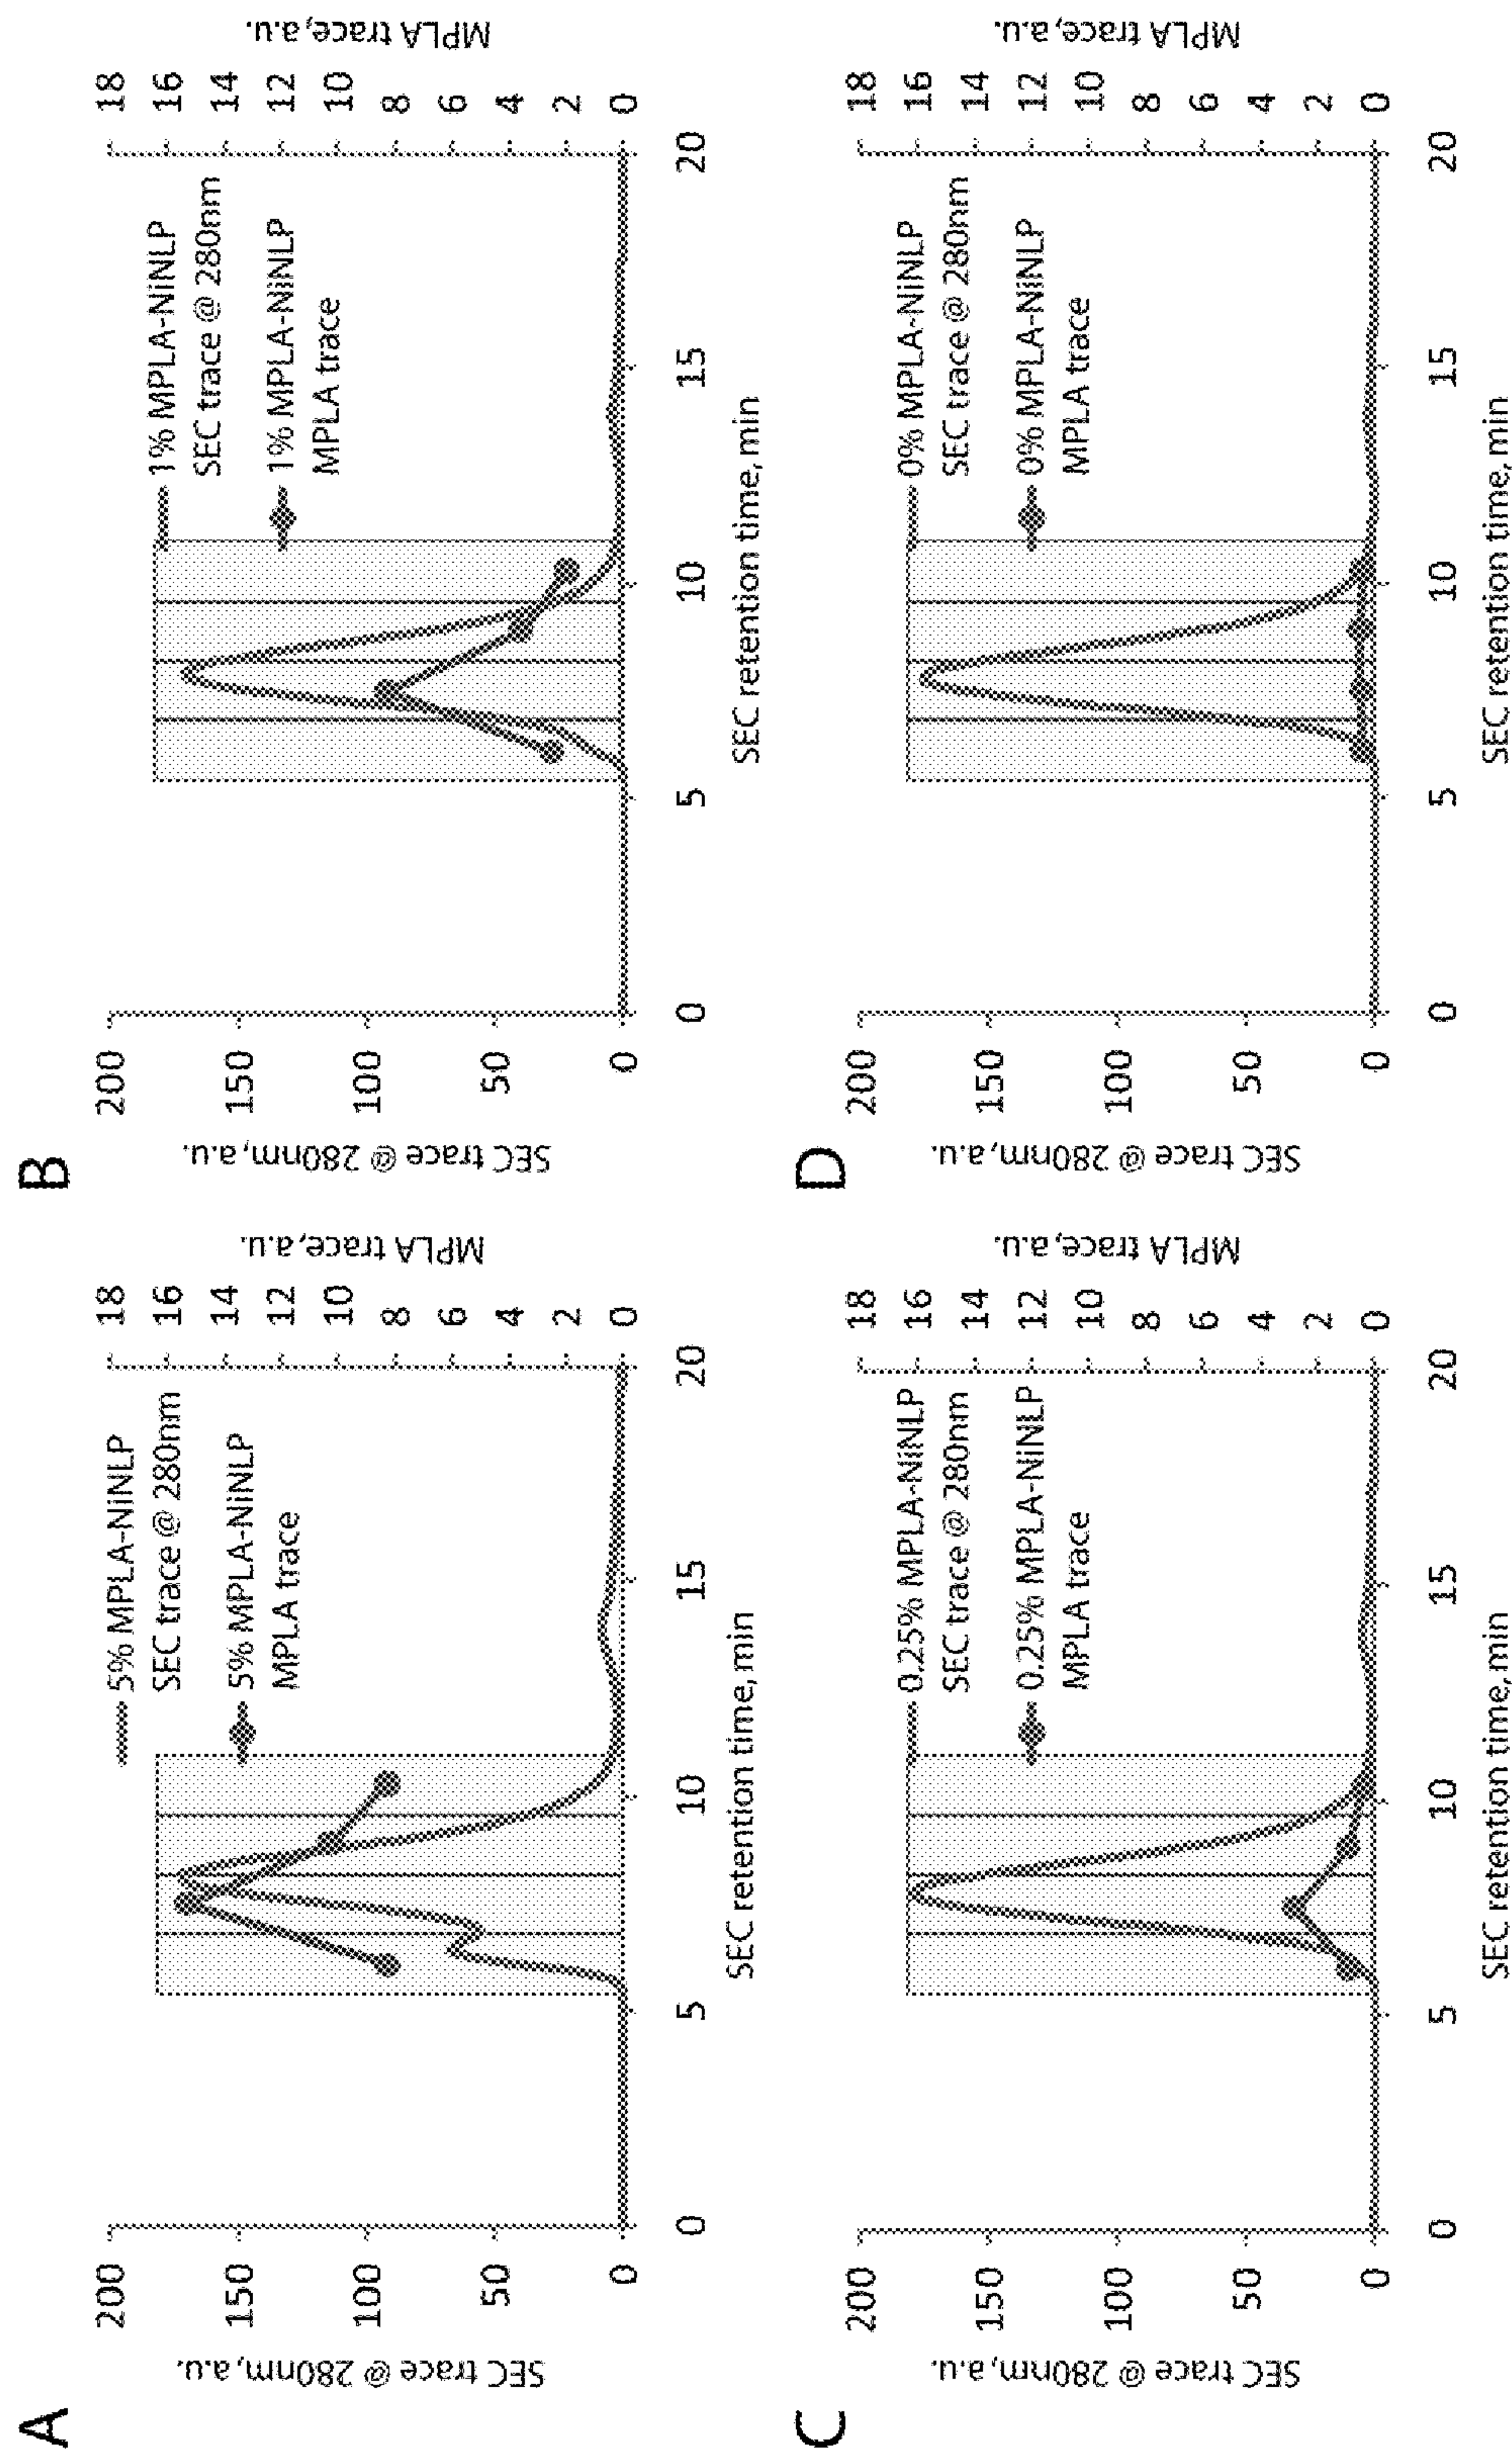 A
SEC trace @ 280nm, a.u.
200
150
100
50
0
5% MPLA-NiNLP
SEC trace @ 280nm
5% MPLA-NiNLP
MPLA trace
18
16
14
12
10
8
6
4
2
0
MPLA trace, a.u.
0
5
10
15
20
SEC retention time, min
B
SEC trace @ 280nm, a.u.
200
150
100
50
0
1% MPLA-NiNLP
SEC trace @ 280nm
1% MPLA-NiNLP
MPLA trace
18
16
14
12
10
8
6
4
2
0
MPLA trace, a.u.
0
5
10
15
20
SEC retention time, min
C
SEC trace @ 280nm, a.u.
200
150
100
50
0
0.25% MPLA-NiNLP
SEC trace @ 280nm
0.25% MPLA-NiNLP
MPLA trace
18
16
14
12
10
8
6
4
2
0
MPLA trace, a.u.
0
5
10
15
20
SEC retention time, min
D
SEC trace @ 280nm, a.u.
200
150
100
50
0
0% MPLA-NiNLP
SEC trace @ 280nm
0% MPLA-NiNLP
MPLA trace
18
16
14
12
10
8
6
4
2
0
MPLA trace, a.u.
0
5
10
15
20
SEC retention time, min